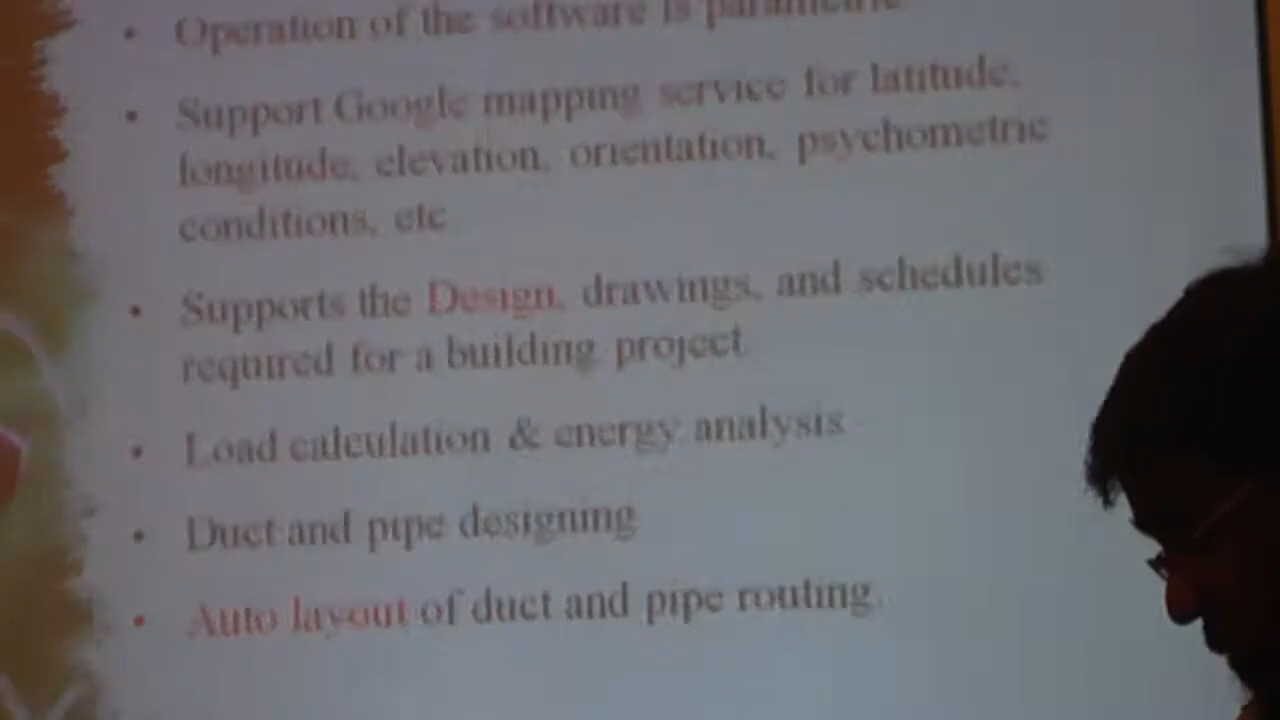 • Operation of the software is parametric
• Support Google mapping service for latitude,
longitude, elevation, orientation, psychometric
conditions, etc
• Supports the Design, drawings, and schedules
required for a building project
• Load calculation & energy analysis
• Duct and pipe designing
• Auto layout of duct and pipe routing.